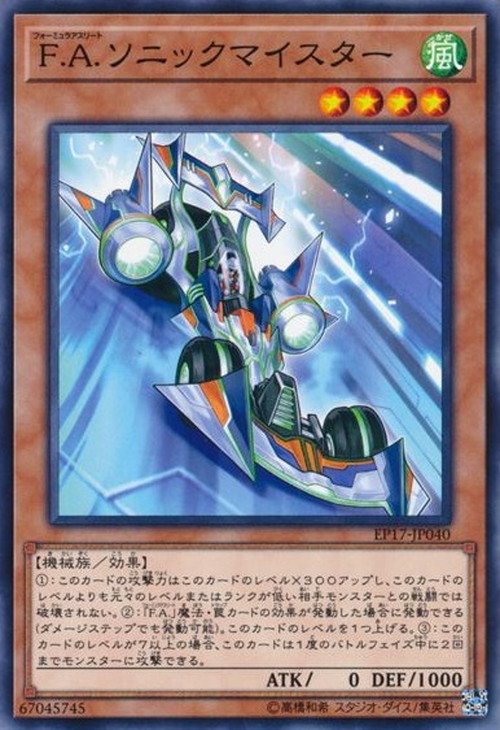 フォーミュラアスリート
F.A.ソニックマイスター
かぜ
風
EP17-JP040
【機械族／効果】
①：このカードの攻撃力はこのカードのレベル×３００アップし、このカードの
レベルよりも元々のレベルまたはランクが低い相手モンスターとの戦闘では
破壊されない。②：「F.A.」魔法・罠カードの効果が発動した場合に発動できる
(ダメージステップでも発動可能)。このカードのレベルを１つ上げる。③：この
カードのレベルが７以上の場合、このカードは１度のバトルフェイズ中に２回
までモンスターに攻撃できる。
ATK/ 0 DEF/1000
67045745
©高橋和希 スタジオ・ダイス/集英社